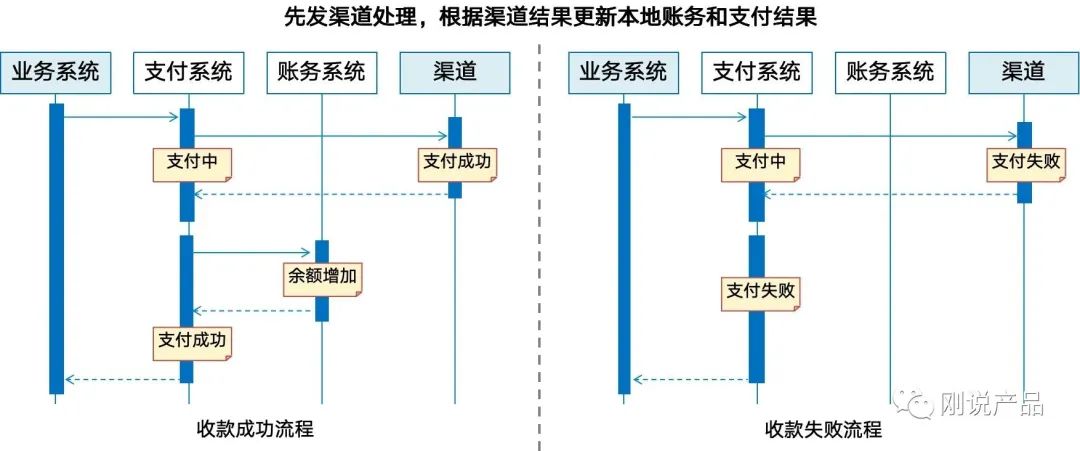 先发渠道处理，根据渠道结果更新本地账务和支付结果
业务系统 支付系统 账务系统 渠道
支付中 支付成功
余额增加
支付成功
收款成功流程
业务系统 支付系统 账务系统 渠道
支付中 支付失败
支付失败
收款失败流程
刚说产品